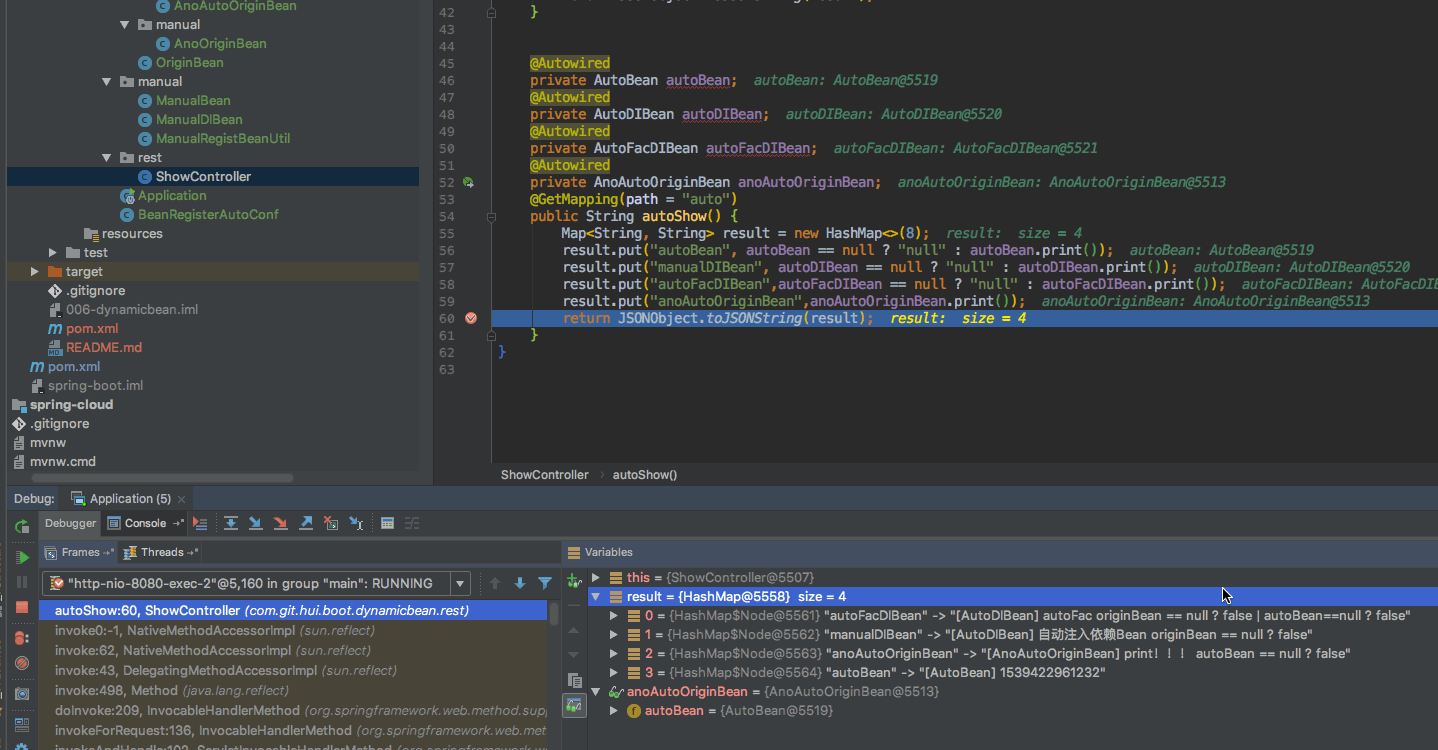 AnoAutoOriginBean
manual
AnoOriginBean
OriginBean
manual
ManualBean
ManualDIBean
ManualRegistBeanUtil
rest
ShowController
Application
BeanRegisterAutoConf
resources
test
target
.gitignore
006-dynamicbean.iml
pom.xml
README.md
pom.xml
spring-boot.iml
spring-cloud
.gitignore
mvnw
mvnw.cmd
42 }
43
44
45 @Autowired
46 private AutoBean autoBean; autoBean: AutoBean@5519
47 @Autowired
48 private AutoDIBean autoDIBean; autoDIBean: AutoDIBean@5520
49 @Autowired
50 private AutoFacDIBean autoFacDIBean; autoFacDIBean: AutoFacDIBean@5521
51 @Autowired
52 private AnoAutoOriginBean anoAutoOriginBean; anoAutoOriginBean: AnoAutoOriginBean@5513
53 @GetMapping(path = "auto")
54 public String autoShow() {
55 Map<String, String> result = new HashMap<>(8); result: size = 4
56 result.put("autoBean", autoBean == null ? "null" : autoBean.print()); autoBean: AutoBean@5519
57 result.put("manualDIBean", autoDIBean == null ? "null" : autoDIBean.print()); autoDIBean: AutoDIBean@5520
58 result.put("autoFacDIBean",autoFacDIBean == null ? "null" : autoFacDIBean.print()); autoFacDIBean: AutoFacDI
59 result.put("anoAutoOriginBean",anoAutoOriginBean.print()); anoAutoOriginBean: AnoAutoOriginBean@5513
60 return JSONObject.toJSONString(result); result: size = 4
61 }
62 }
63
ShowController › autoShow()
Debug: Application (5) ×
Debugger Console
Frames Threads
"http-nio-8080-exec-2"@5,160 in group "main": RUNNING
autoShow:60, ShowController (com.git.hui.boot.dynamicbean.rest)
invoke0:-1, NativeMethodAccessorImpl (sun.reflect)
invoke:62, NativeMethodAccessorImpl (sun.reflect)
invoke:43, DelegatingMethodAccessorImpl (sun.reflect)
invoke:498, Method (java.lang.reflect)
doInvoke:209, InvocableHandlerMethod (org.springframework.web.method.supp
invokeForRequest:136, InvocableHandlerMethod (org.springframework.web.met
invokeAndHandle:102, ServletInvocableHandlerMethod (org.springframework.web
Variables
this = {ShowController@5507}
result = {HashMap@5558} size = 4
0 = {HashMap$Node@5561} "autoFacDIBean" -> "[AutoDIBean] autoFac originBean == null ? false | autoBean==null ? false"
1 = {HashMap$Node@5562} "manualDIBean" -> "[AutoDIBean] 自动注入依赖Bean originBean == null ? false"
2 = {HashMap$Node@5563} "anoAutoOriginBean" -> "[AnoAutoOriginBean] print！！！ autoBean == null ? false"
3 = {HashMap$Node@5564} "autoBean" -> "[AutoBean] 1539422961232"
anoAutoOriginBean = {AnoAutoOriginBean@5513}
autoBean = {AutoBean@5519}